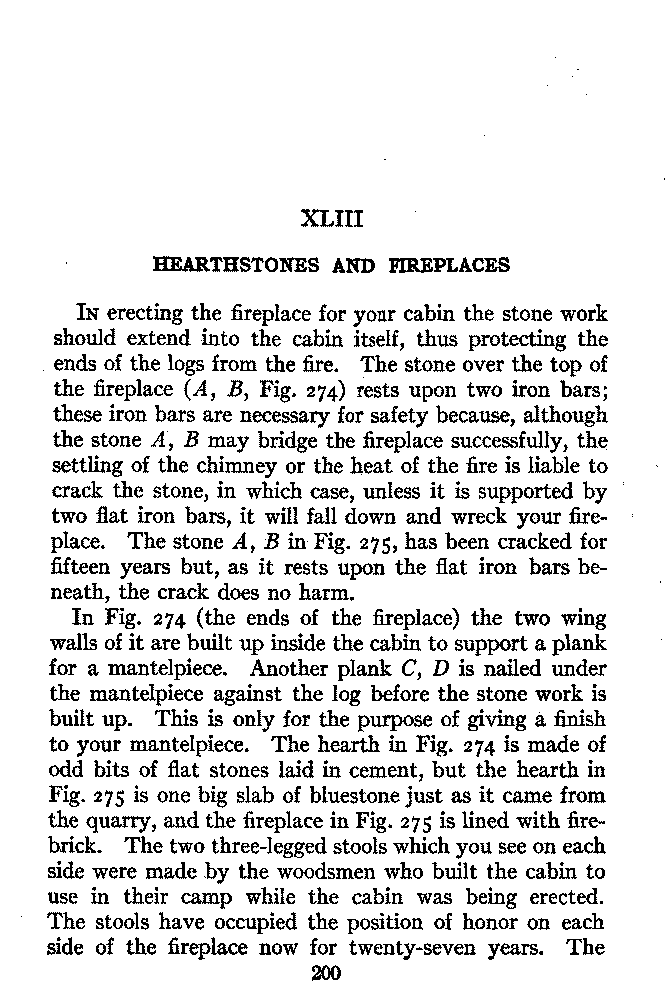 XLIII
HEARTHSTONES AND FIREPLACES
IN erecting the fireplace for your cabin the stone work
should extend into the cabin itself, thus protecting the
ends of the logs from the fire. The stone over the top of
the fireplace (A, B, Fig. 274) rests upon two iron bars;
these iron bars are necessary for safety because, although
the stone A, B may bridge the fireplace successfully, the
settling of the chimney or the heat of the fire is liable to
crack the stone, in which case, unless it is supported by
two flat iron bars, it will fall down and wreck your fire-
place. The stone A, B in Fig. 275, has been cracked for
fifteen years but, as it rests upon the flat iron bars be-
neath, the crack does no harm.
In Fig. 274 (the ends of the fireplace) the two wing
walls of it are built up inside the cabin to support a plank
for a mantelpiece. Another plank C, D is nailed under
the mantelpiece against the log before the stone work is
built up. This is only for the purpose of giving a finish
to your mantelpiece. The hearth in Fig. 274 is made of
odd bits of flat stones laid in cement, but the hearth in
Fig. 275 is one big slab of bluestone just as it came from
the quarry, and the fireplace in Fig. 275 is lined with fire-
brick. The two three-legged stools which you see on each
side were made by the woodsmen who built the cabin to
use in their camp while the cabin was being erected.
The stools have occupied the position of honor on each
side of the fireplace now for twenty-seven years. The
200